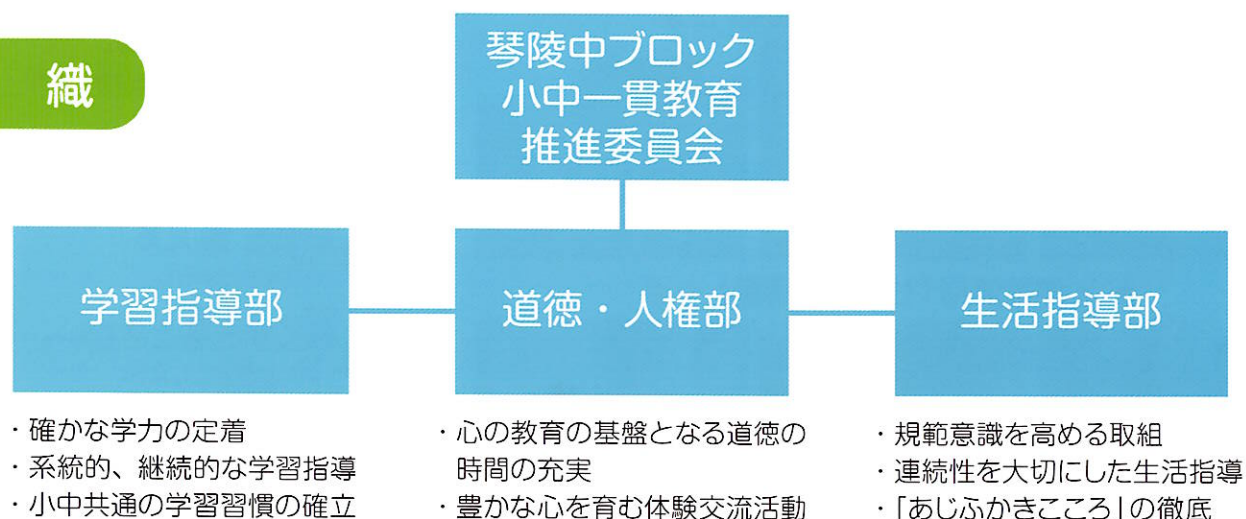 織
琴陵中ブロック
小中一貫教育
推進委員会
学習指導部
道徳・人権部
生活指導部
・確かな学力の定着
・系統的、継続的な学習指導
・小中共通の学習習慣の確立
・心の教育の基盤となる道徳の
時間の充実
・豊かな心を育む体験交流活動
・規範意識を高める取組
・連続性を大切にした生活指導
・「あじふかきこころ」の徹底